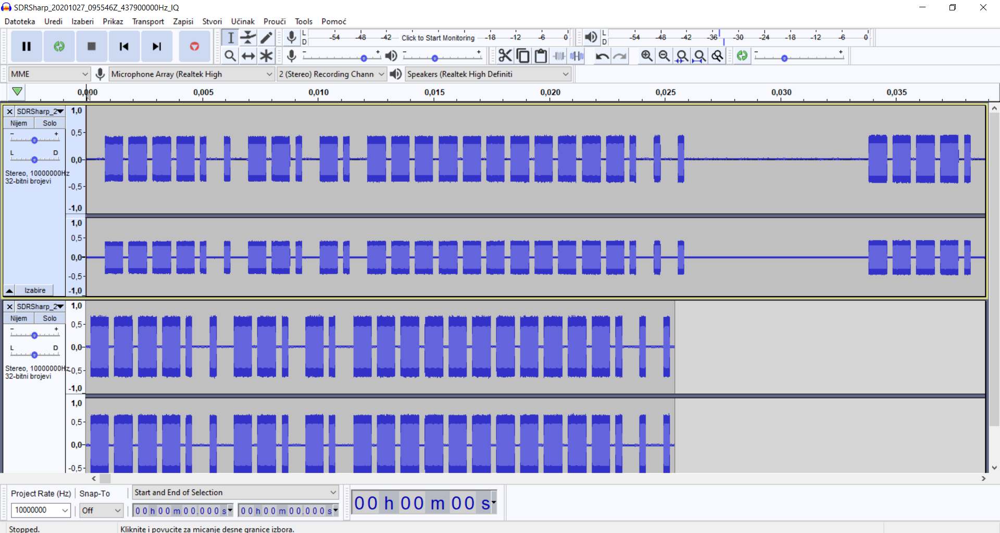 SDRSharp_20201027_095546Z_437900000Hz_IQ
Datoteka Uredi Izaberi Prikaz Transport Zapisi Stvori Učinak Prouči Tools Pomoć
L -54 -48 -42 Click to Start Monitoring -18 -12 -6 0 L -54 -48 -42 -36 -30 -24 -18 -12 -6 0
D D
- + - + - +
MME Microphone Array (Realtek High 2 (Stereo) Recording Chann Speakers (Realtek High Definiti
0,000 0,005 0,010 0,015 0,020 0,025 0,030 0,035
SDRSharp_2 1,0
Nijem Solo
- + 0,5
L D 0,0
Stereo, 10000000Hz
32-bitni brojevi
-0,5
-1,0
1,0
0,5
0,0
-0,5
Izabire -1,0
SDRSharp_2 1,0
Nijem Solo
- + 0,5
L D 0,0
Stereo, 10000000Hz -0,5
32-bitni brojevi
-1,0
1,0
0,5
0,0
-0,5
Project Rate (Hz) Snap-To Start and End of Selection
10000000 Off 00 h 00 m 00.000 s 00 h 00 m 00.000 s 00 h 00 m 00 s
Stopped. Kliknite i povucite za micanje desne granice izbora.